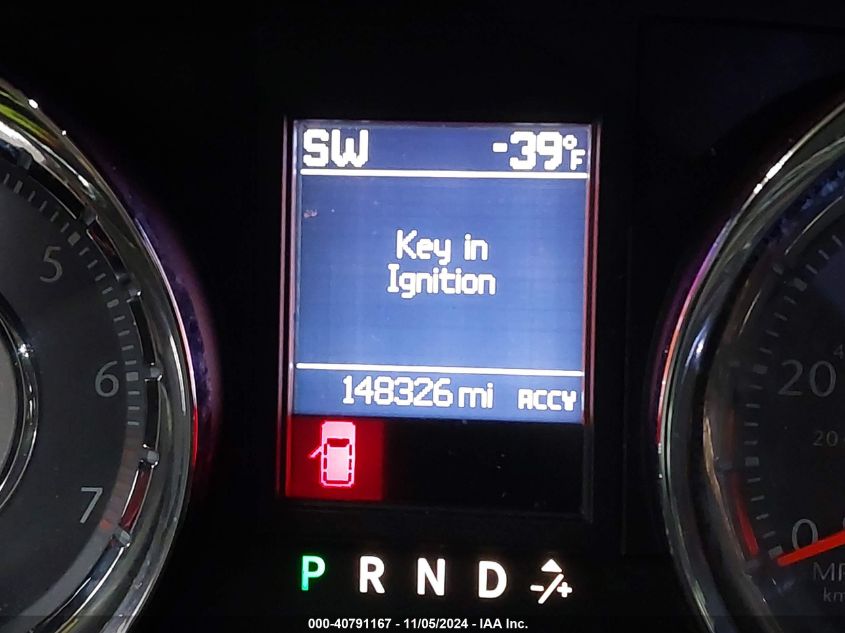 SW -39°F
Key in
Ignition
148326 mi ACCY
5
6
7
20
20
0
P R N D -/+
000-40791167 - 11/05/2024 - IAA Inc.